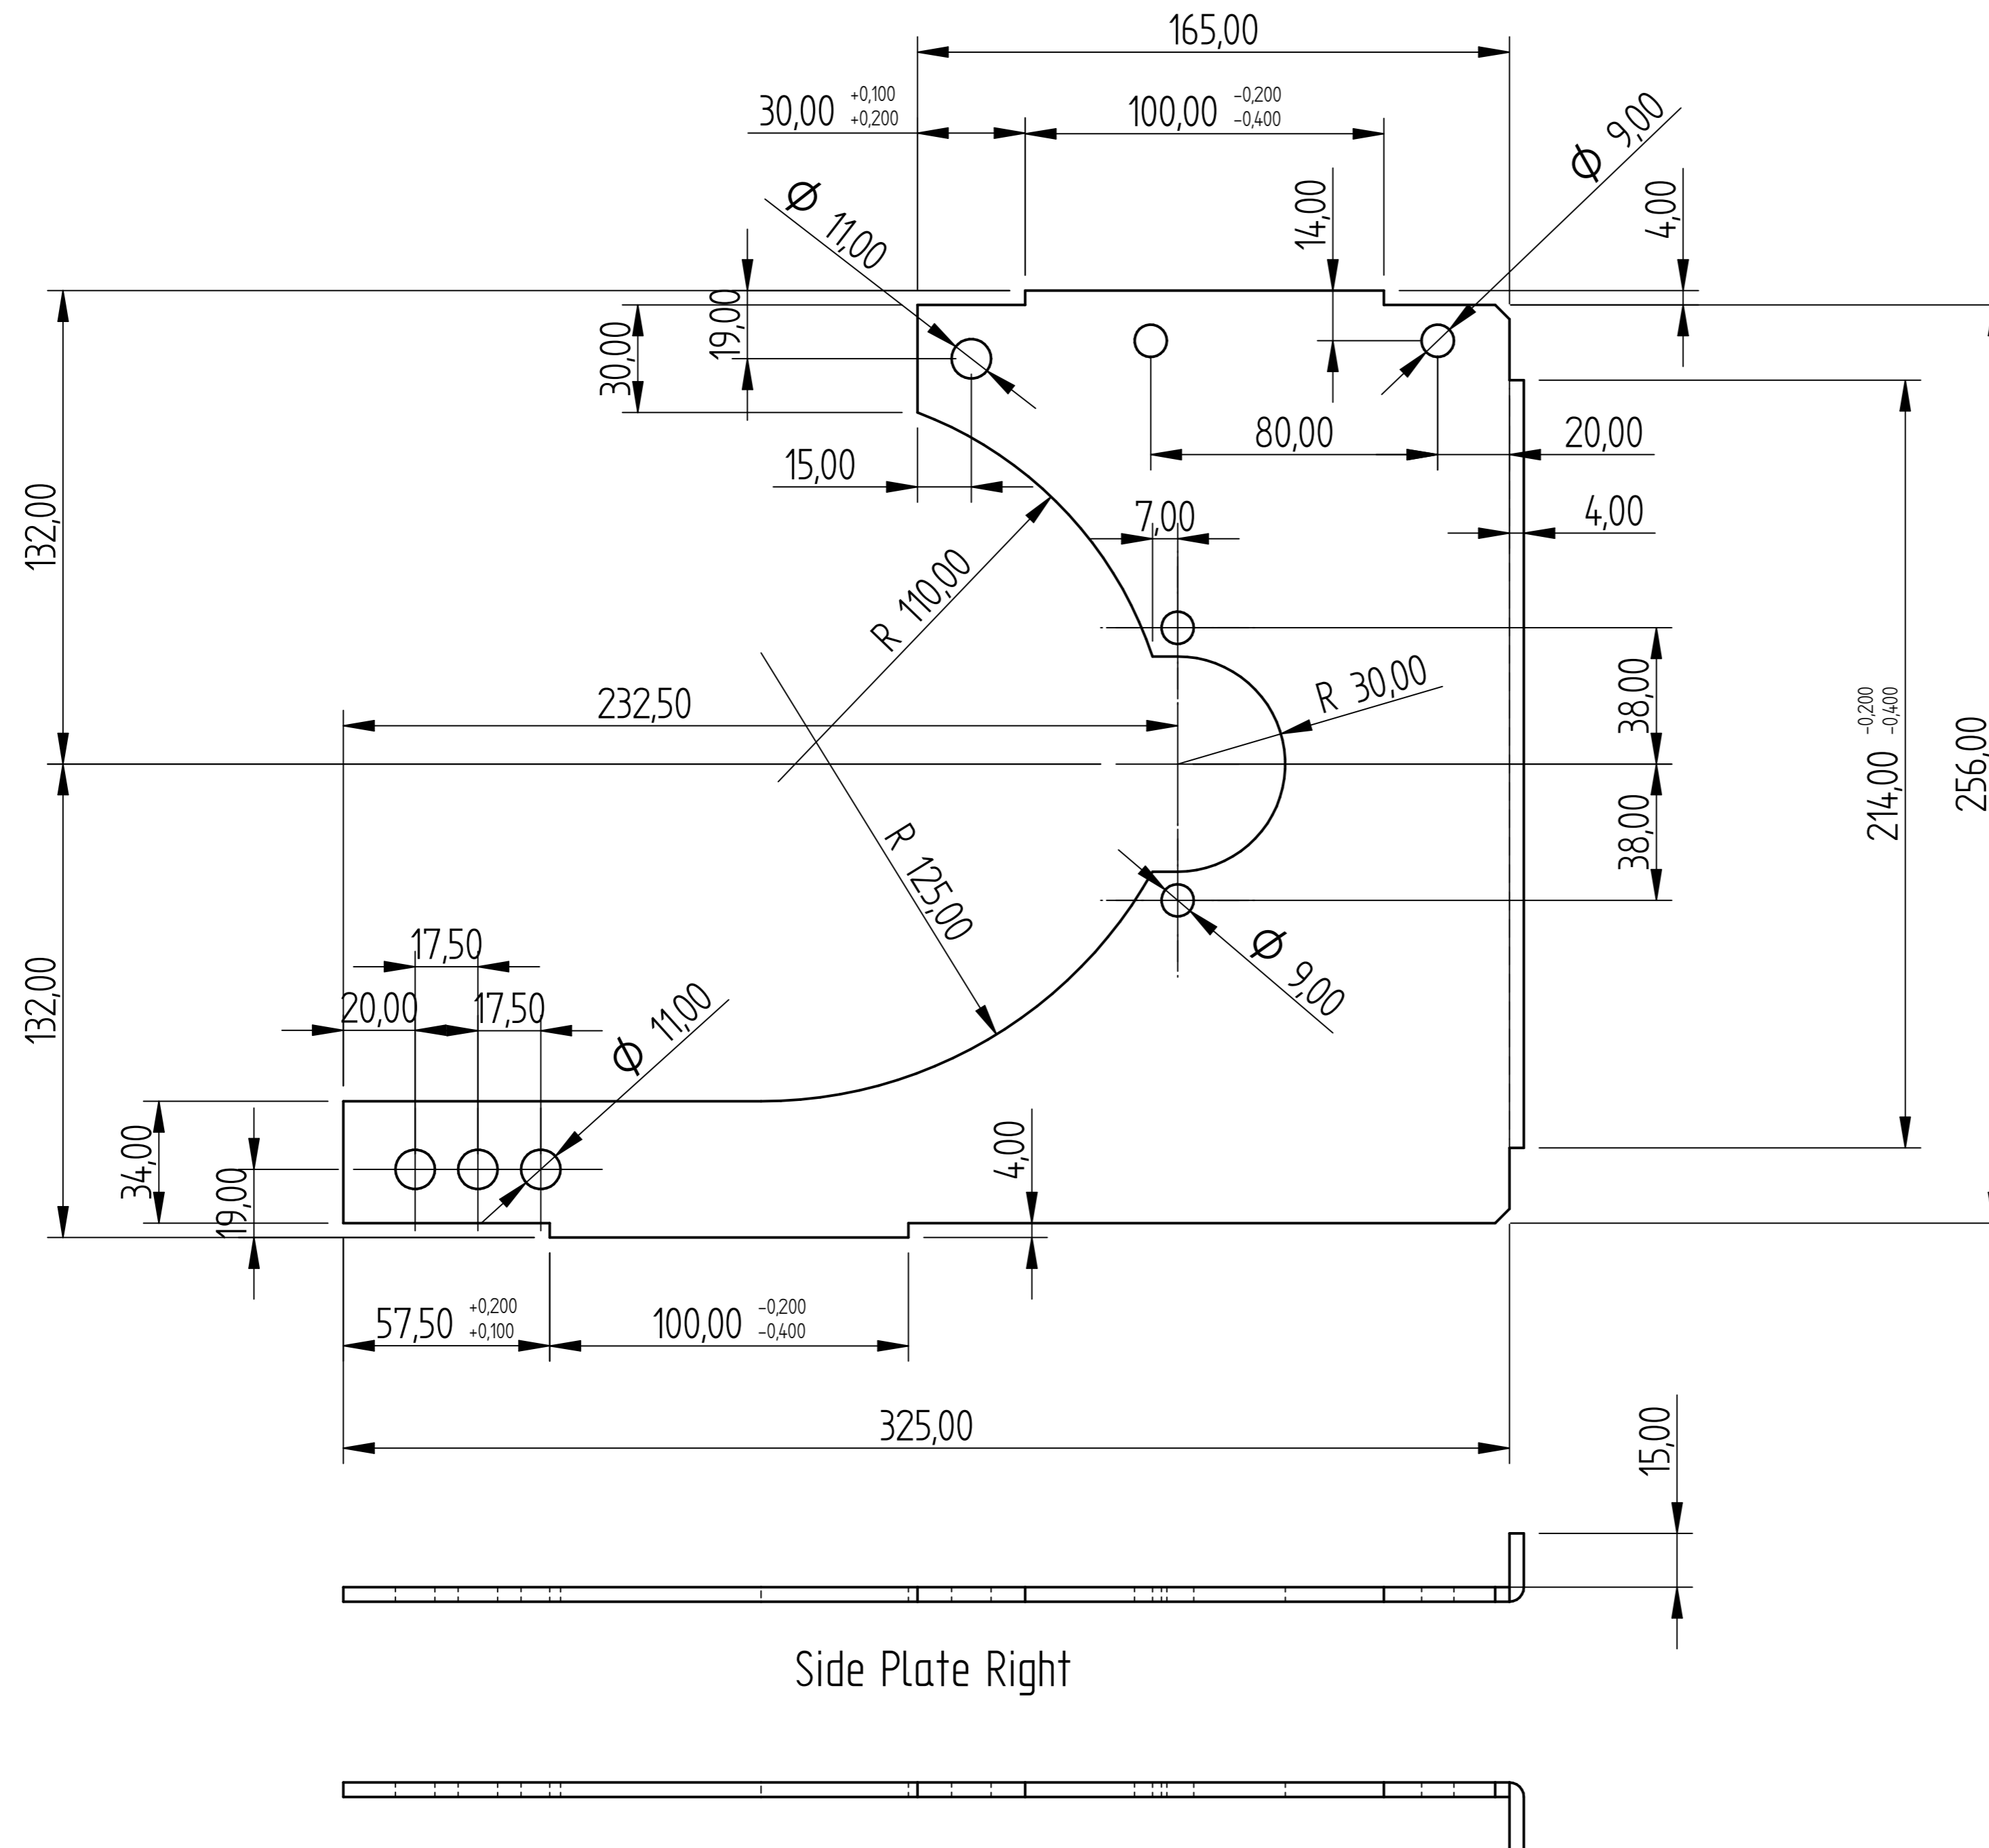 165,00
30,00 +0,100 +0,200
100,00 -0,200 -0,400
ϕ 9,00
ϕ 11,00
14,00
4,00
19,00
30,00
80,00
20,00
15,00
4,00
7,00
132,00
R 110,00
R 30,00
38,00
232,50
214,00 -0,200 -0,400
256,00
R 125,00
38,00
17,50
ϕ 9,00
132,00
20,00
17,50
ϕ 11,00
34,00
19,00
4,00
57,50 +0,200 +0,100
100,00 -0,200 -0,400
325,00
15,00
Side Plate Right